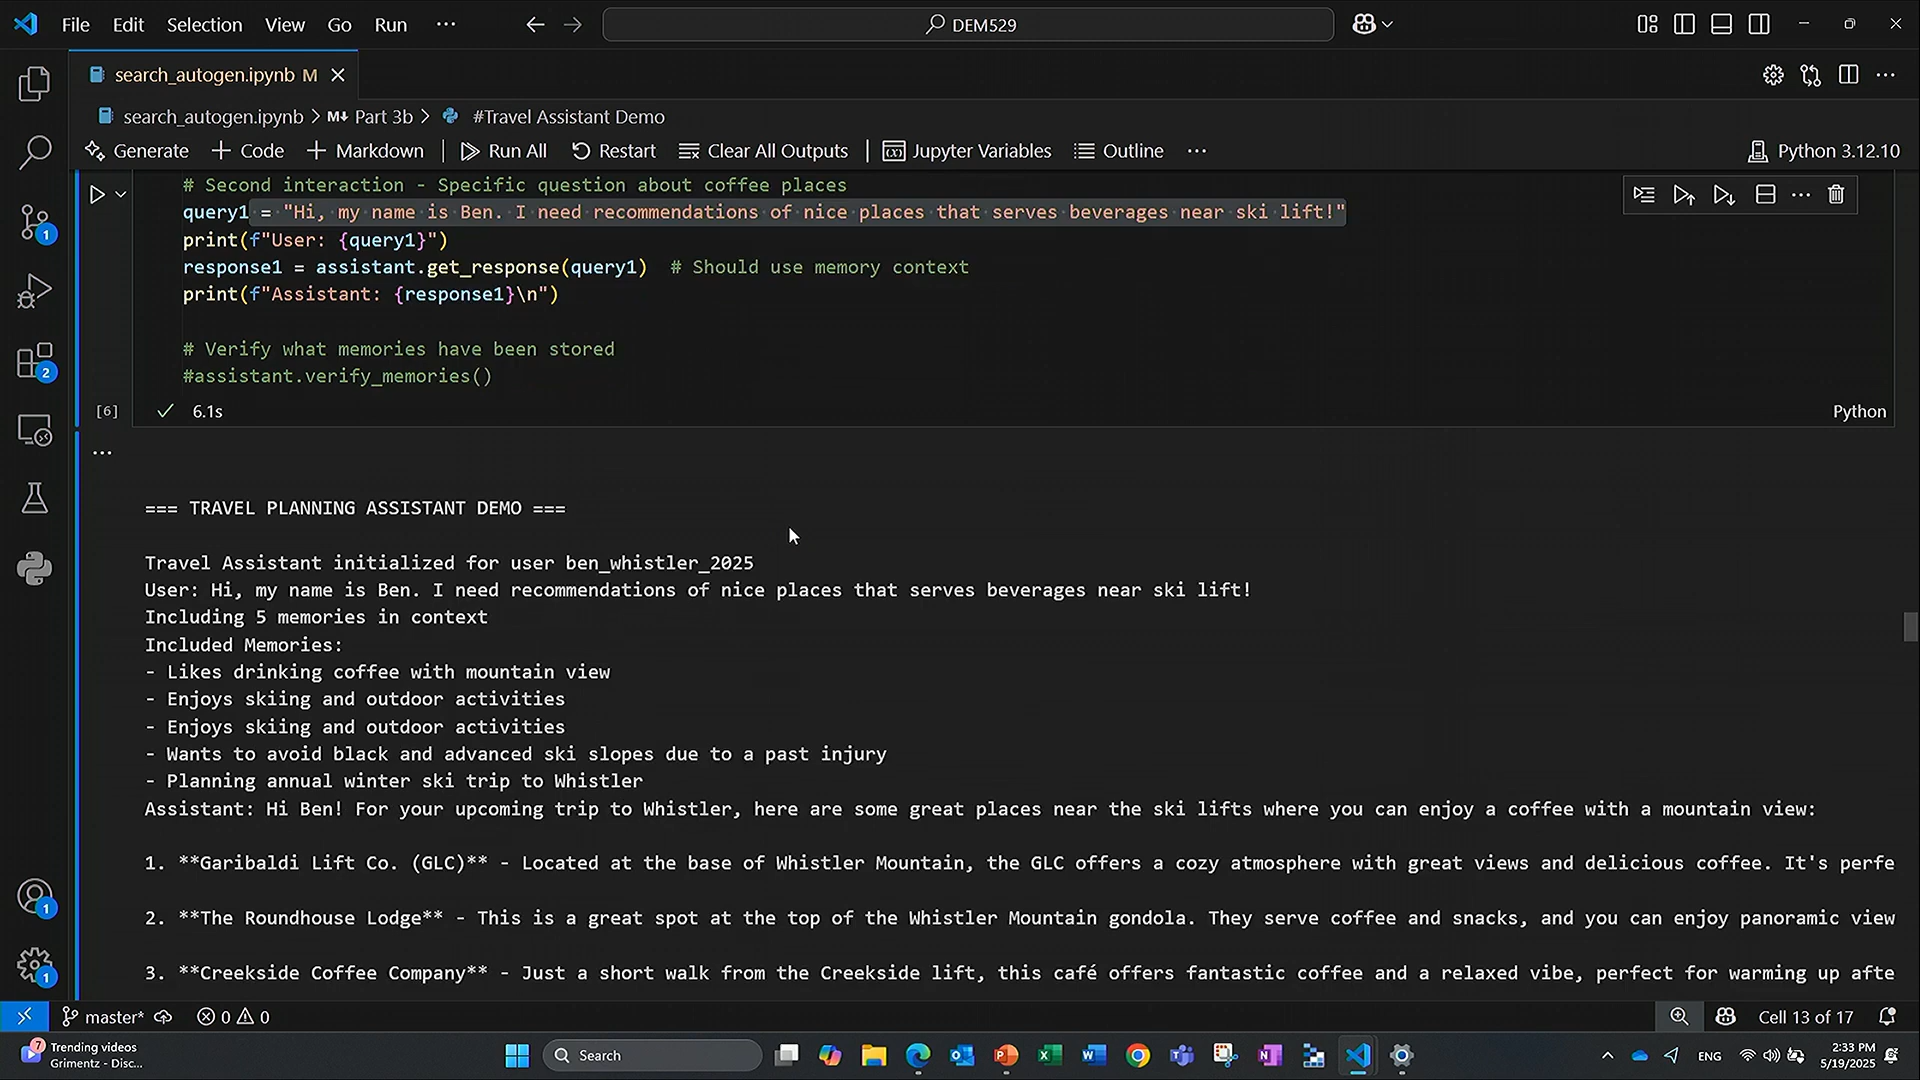 File Edit Selection View Go Run ···
DEM529
search_autogen.ipynb M
search_autogen.ipynb > M↓ Part 3b > #Travel Assistant Demo
Generate + Code + Markdown Run All Restart Clear All Outputs Jupyter Variables Outline ··· Python 3.12.10
# Second interaction - Specific question about coffee places
query1 = "Hi, my name is Ben. I need recommendations of nice places that serves beverages near ski lift!"
print(f"User: {query1}")
response1 = assistant.get_response(query1)  # Should use memory context
print(f"Assistant: {response1}\n")
# Verify what memories have been stored
#assistant.verify_memories()
[6] ✓ 6.1s Python
···
=== TRAVEL PLANNING ASSISTANT DEMO ===
Travel Assistant initialized for user ben_whistler_2025
User: Hi, my name is Ben. I need recommendations of nice places that serves beverages near ski lift!
Including 5 memories in context
Included Memories:
- Likes drinking coffee with mountain view
- Enjoys skiing and outdoor activities
- Enjoys skiing and outdoor activities
- Wants to avoid black and advanced ski slopes due to a past injury
- Planning annual winter ski trip to Whistler
Assistant: Hi Ben! For your upcoming trip to Whistler, here are some great places near the ski lifts where you can enjoy a coffee with a mountain view:
1. **Garibaldi Lift Co. (GLC)** - Located at the base of Whistler Mountain, the GLC offers a cozy atmosphere with great views and delicious coffee. It's perfe
2. **The Roundhouse Lodge** - This is a great spot at the top of the Whistler Mountain gondola. They serve coffee and snacks, and you can enjoy panoramic view
3. **Creekside Coffee Company** - Just a short walk from the Creekside lift, this café offers fantastic coffee and a relaxed vibe, perfect for warming up afte
1
2
1
1
master* 0 0 Cell 13 of 17
7 Trending videos
Grimentz - Disc...
Search
ENG
2:33 PM
5/19/2025